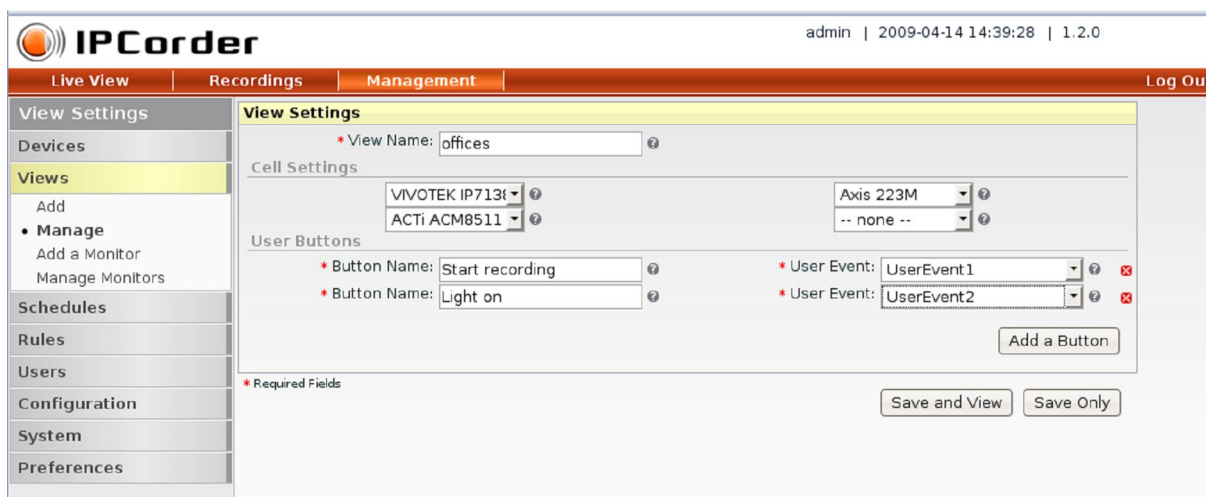 IPCorder
admin | 2009-04-14 14:39:28 | 1.2.0
Live View Recordings Management Log Ou
View Settings
Devices
Views
Add
• Manage
Add a Monitor
Manage Monitors
Schedules
Rules
Users
Configuration
System
Preferences
View Settings
* View Name: offices
Cell Settings
VIVOTEK IP7138 Axis 223M
ACTi ACM8511 -- none --
User Buttons
* Button Name: Start recording * User Event: UserEvent1
* Button Name: Light on * User Event: UserEvent2
Add a Button
* Required Fields
Save and View Save Only